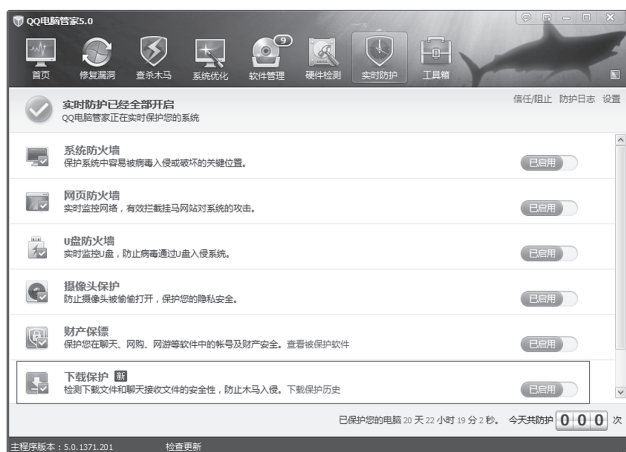 QQ电脑管家5.0
9
首页 修复漏洞 查杀木马 系统优化 软件管理 硬件检测 实时防护 工具箱
实时防护已经全部开启
QQ电脑管家正在实时保护您的系统
信任/阻止 防护日志 设置
系统防火墙
保护系统中容易被病毒入侵或破坏的关键位置。
已启用
网页防火墙
实时监控网络，有效拦截挂马网站对系统的攻击。
已启用
U盘防火墙
实时监控U盘，防止病毒通过U盘入侵系统。
已启用
摄像头保护
防止摄像头被偷偷打开，保护您的隐私安全。
已启用
财产保镖
保护您在聊天、网购、网游等软件中的帐号及财产安全。查看被保护软件
已启用
下载保护 新
检测下载文件和聊天接收文件的安全性，防止木马入侵。下载保护历史
已启用
已保护您的电脑 20 天 22 小时 19 分 2 秒。 今天共防护 0 0 0 次
主程序版本：5.0.1371.201 检查更新